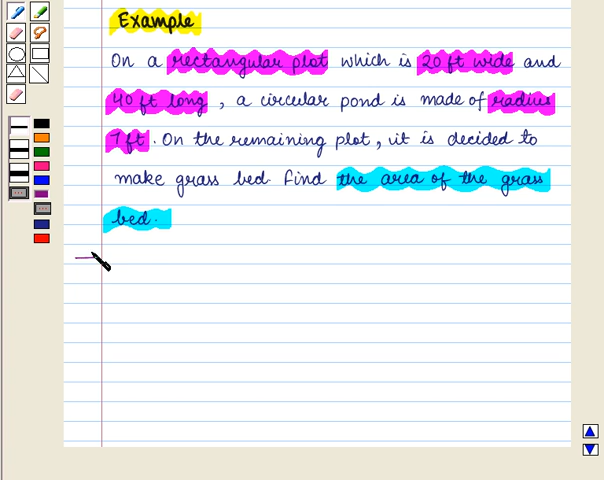 Example
On a rectangular plot which is 20 ft wide and
40 ft long, a circular pond is made of radius
7 ft. On the remaining plot, it is decided to
make grass bed. Find the area of the grass
bed.